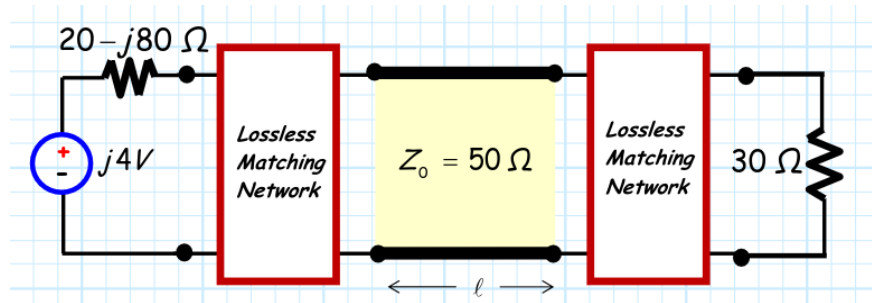 20−j80 Ω
+
-
j4V
Lossless
Matching
Network
Z₀ = 50 Ω
ℓ
Lossless
Matching
Network
30 Ω